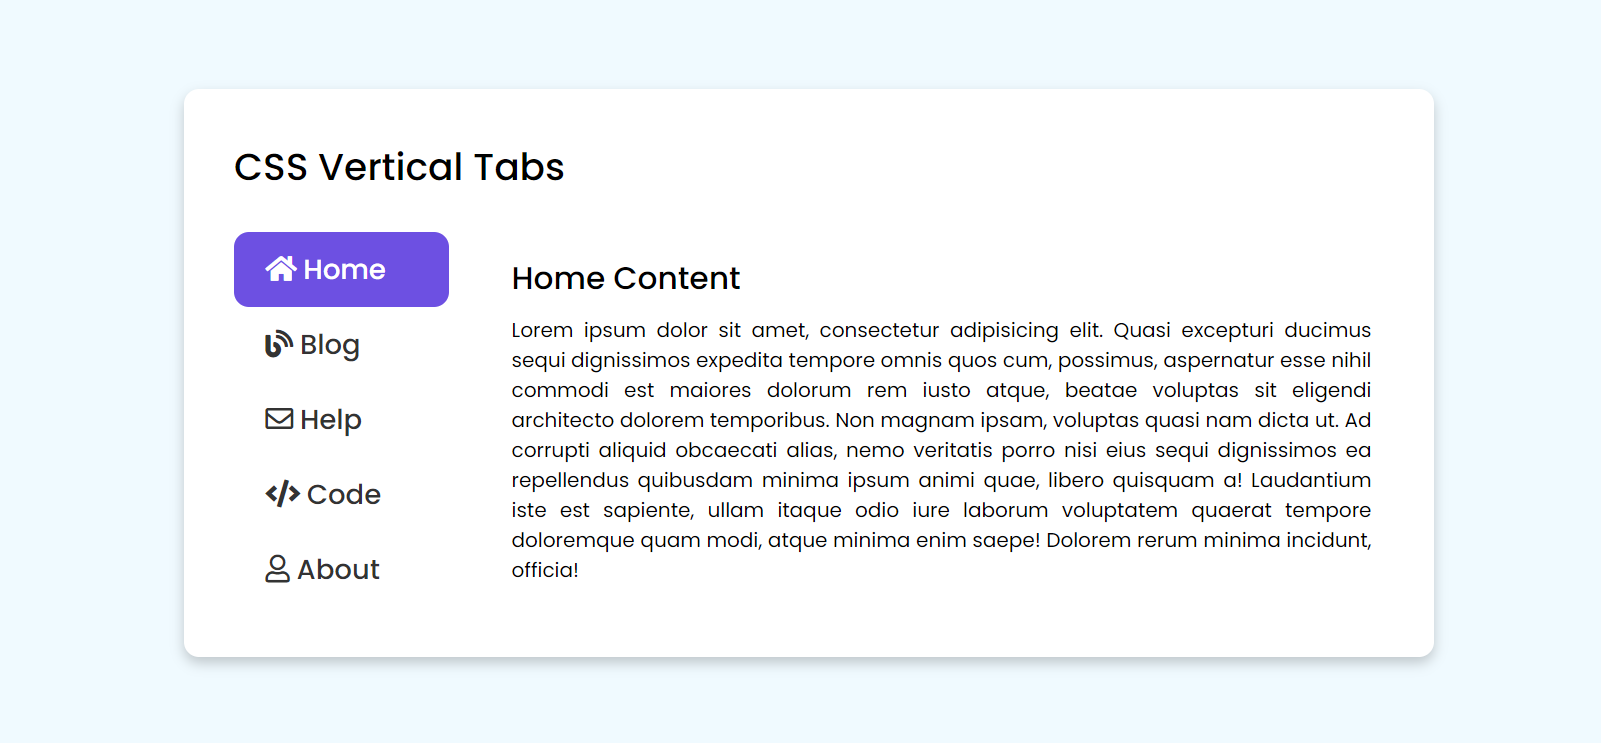 CSS Vertical Tabs
Home
Blog
Help
Code
About
Home Content
Lorem ipsum dolor sit amet, consectetur adipisicing elit. Quasi excepturi ducimus
sequi dignissimos expedita tempore omnis quos cum, possimus, aspernatur esse nihil
commodi est maiores dolorum rem iusto atque, beatae voluptas sit eligendi
architecto dolorem temporibus. Non magnam ipsam, voluptas quasi nam dicta ut. Ad
corrupti aliquid obcaecati alias, nemo veritatis porro nisi eius sequi dignissimos ea
repellendus quibusdam minima ipsum animi quae, libero quisquam a! Laudantium
iste est sapiente, ullam itaque odio iure laborum voluptatem quaerat tempore
doloremque quam modi, atque minima enim saepe! Dolorem rerum minima incidunt,
officia!